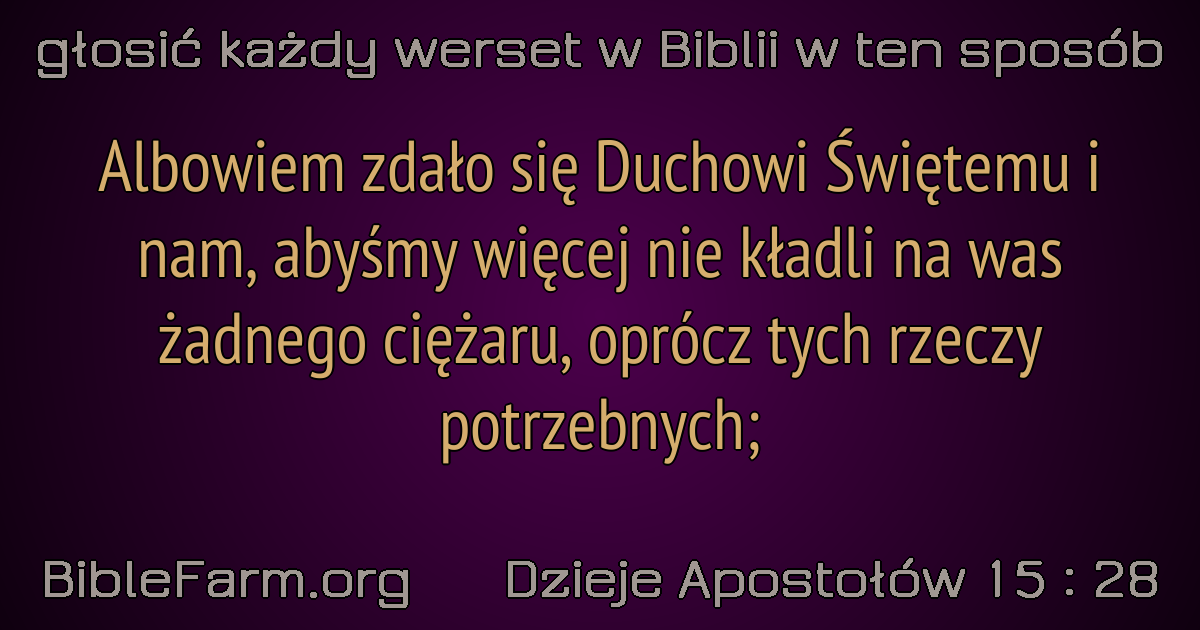 głosić każdy werset w Biblii w ten sposób
Albowiem zdało się Duchowi Świętemu i
nam, abyśmy więcej nie kładli na was
żadnego ciężaru, oprócz tych rzeczy
potrzebnych;
BibleFarm.org Dzieje Apostołów 15 : 28